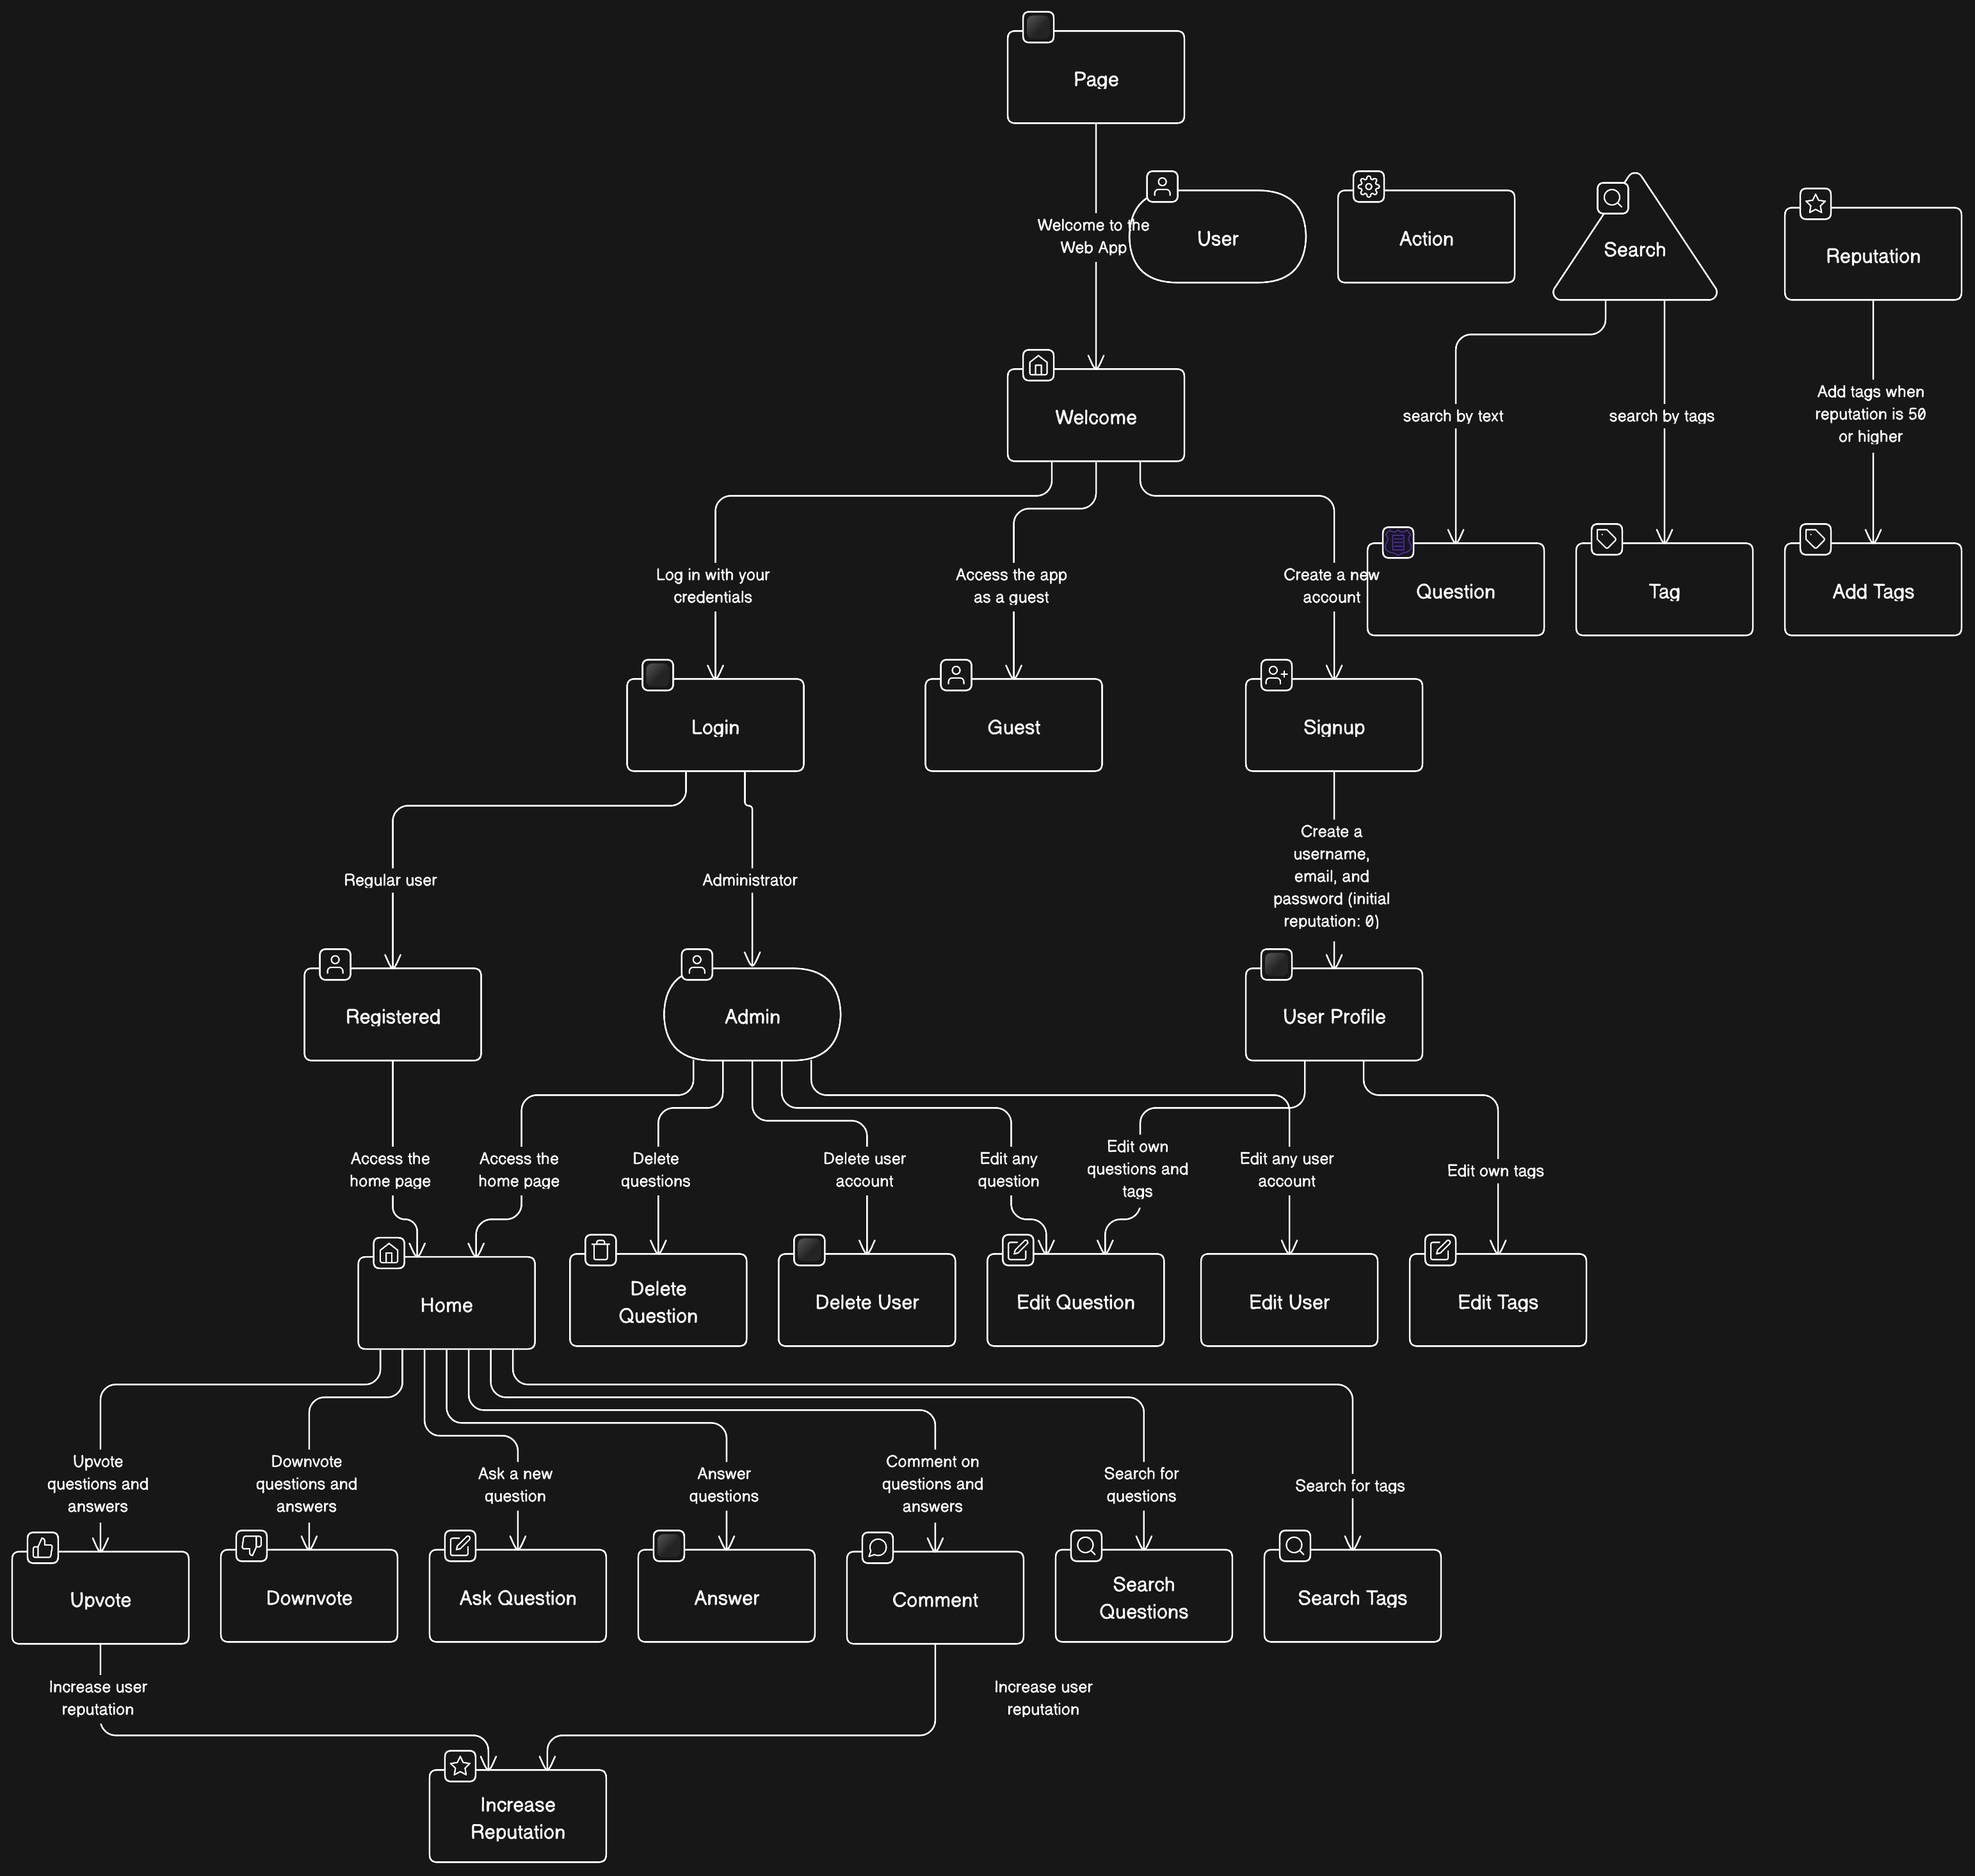 Page
Welcome to the
Web App
User
Action
Search
Reputation
Welcome
search by text
search by tags
Add tags when
reputation is 50
or higher
Log in with your
credentials
Access the app
as a guest
Create a new
account
Question
Tag
Add Tags
Login
Guest
Signup
Regular user
Administrator
Create a
username,
email, and
password (initial
reputation: 0)
Registered
Admin
User Profile
Access the
home page
Access the
home page
Delete
questions
Delete user
account
Edit any
question
Edit own
questions and
tags
Edit any user
account
Edit own tags
Home
Delete
Question
Delete User
Edit Question
Edit User
Edit Tags
Upvote
questions and
answers
Downvote
questions and
answers
Ask a new
question
Answer
questions
Comment on
questions and
answers
Search for
questions
Search for tags
Upvote
Downvote
Ask Question
Answer
Comment
Search
Questions
Search Tags
Increase user
reputation
Increase user
reputation
Increase
Reputation